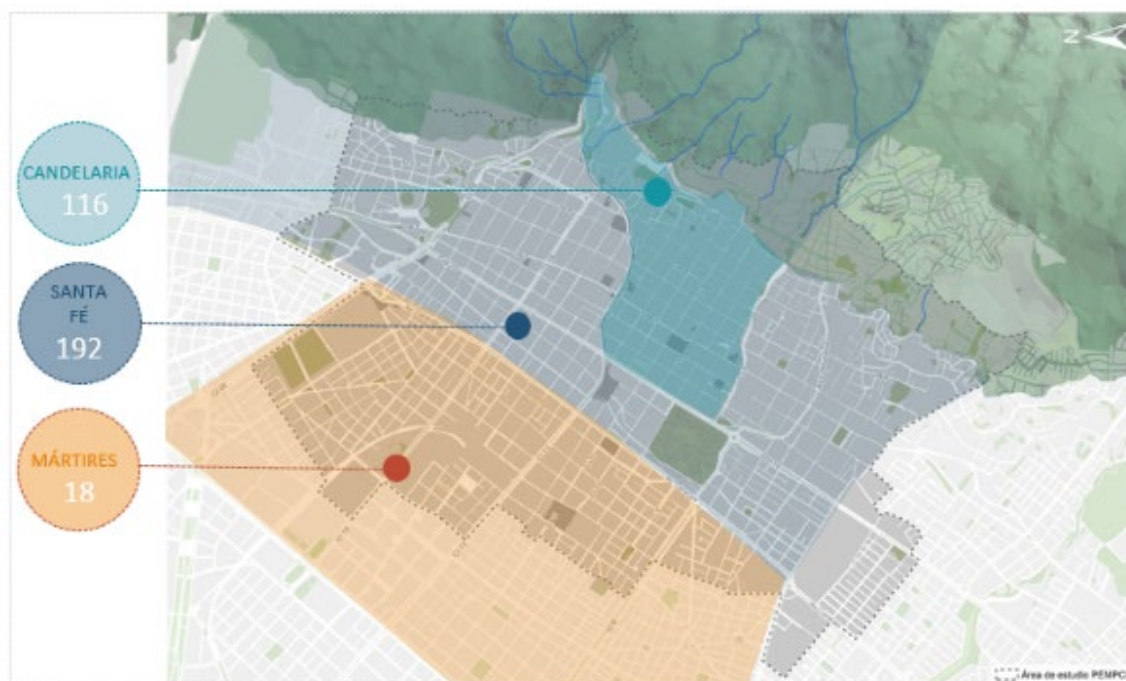 N
CANDELARIA
116
SANTA
FÉ
192
MÁRTIRES
18
Área de estudio PEMPC